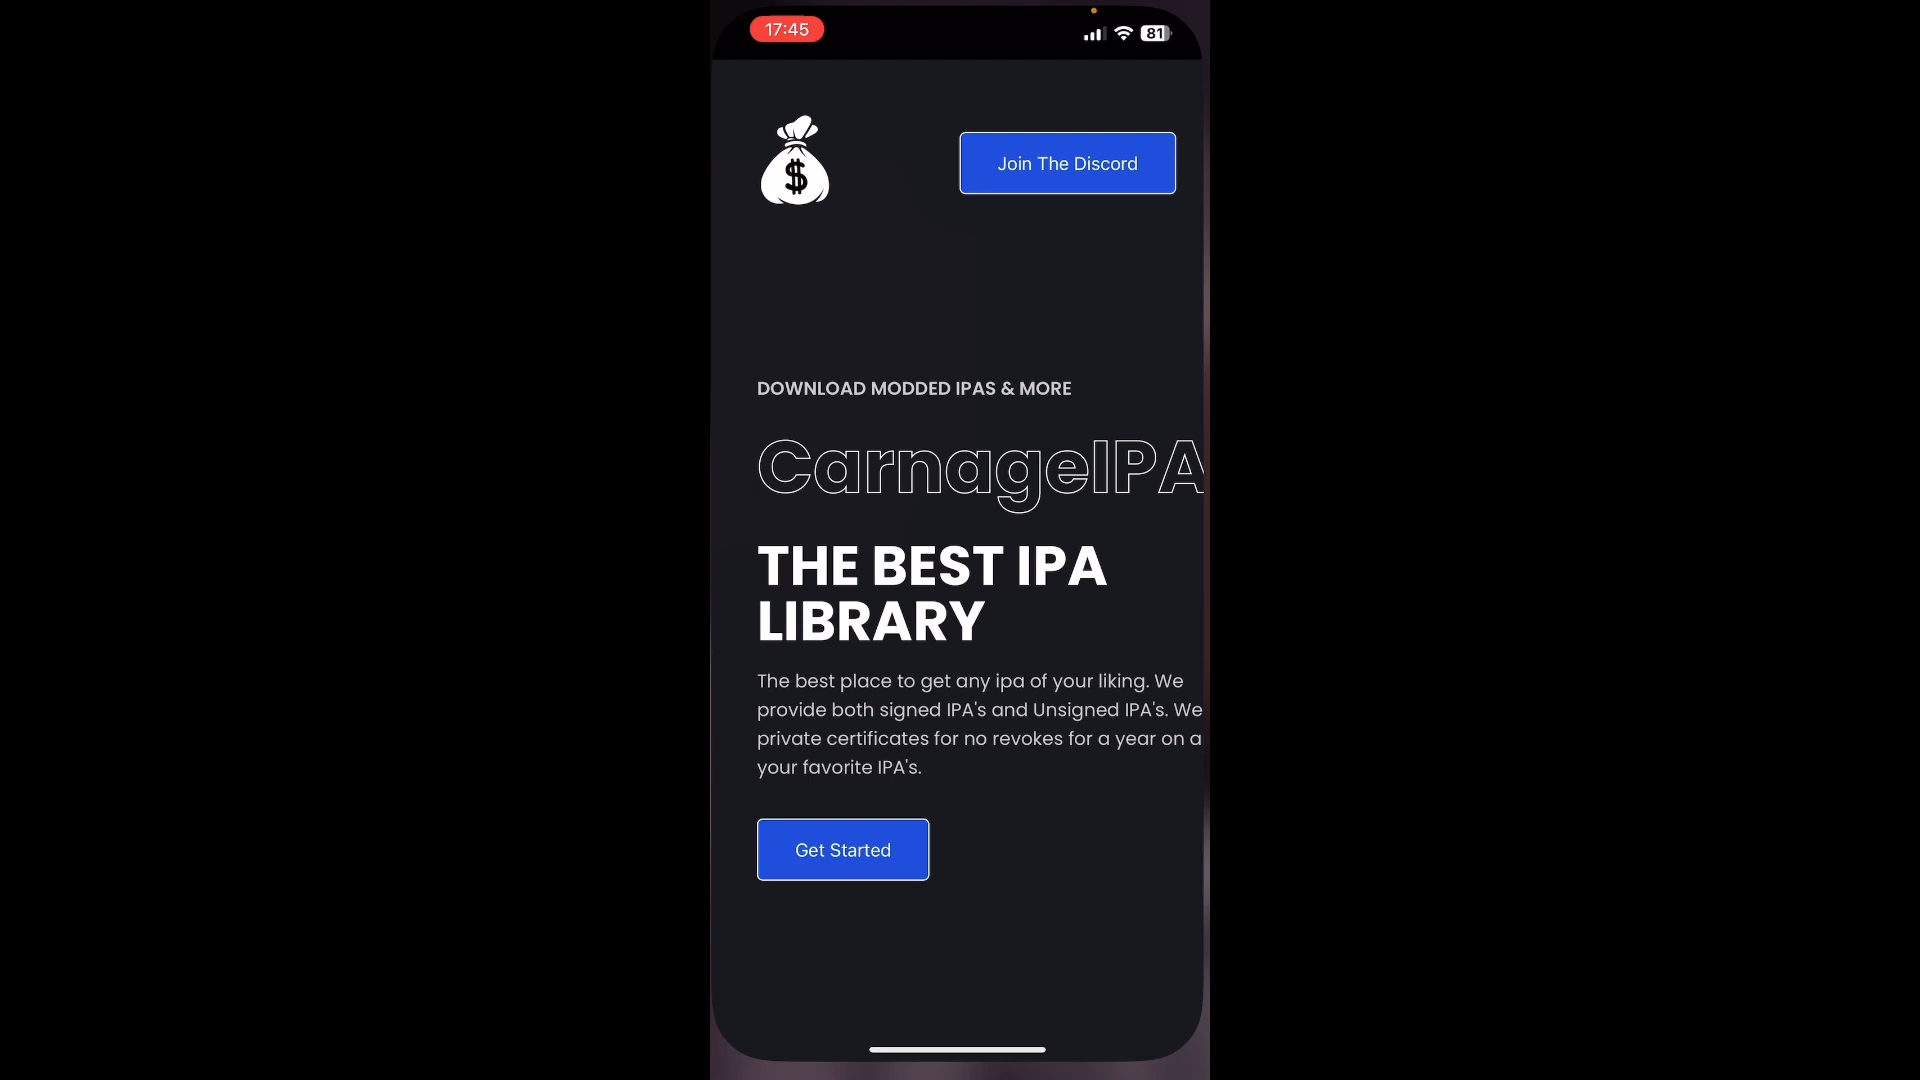 17:45
81
$
Join The Discord
DOWNLOAD MODDED IPAS & MORE
CarnageIPA
THE BEST IPA
LIBRARY
The best place to get any ipa of your liking. We
provide both signed IPA's and Unsigned IPA's. We
private certificates for no revokes for a year on a
your favorite IPA's.
Get Started